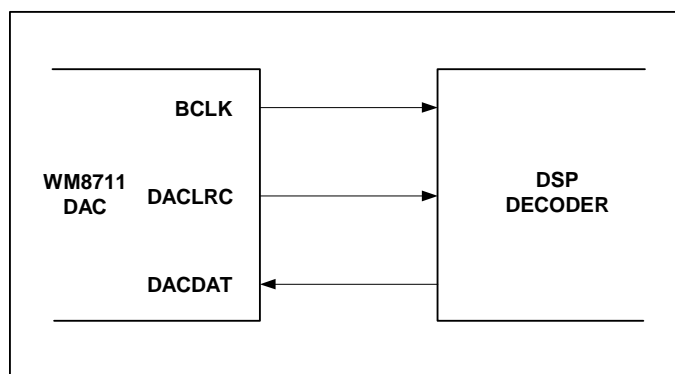 BCLK
WM8711
DAC
DACLRC
DSP
DECODER
DACDAT